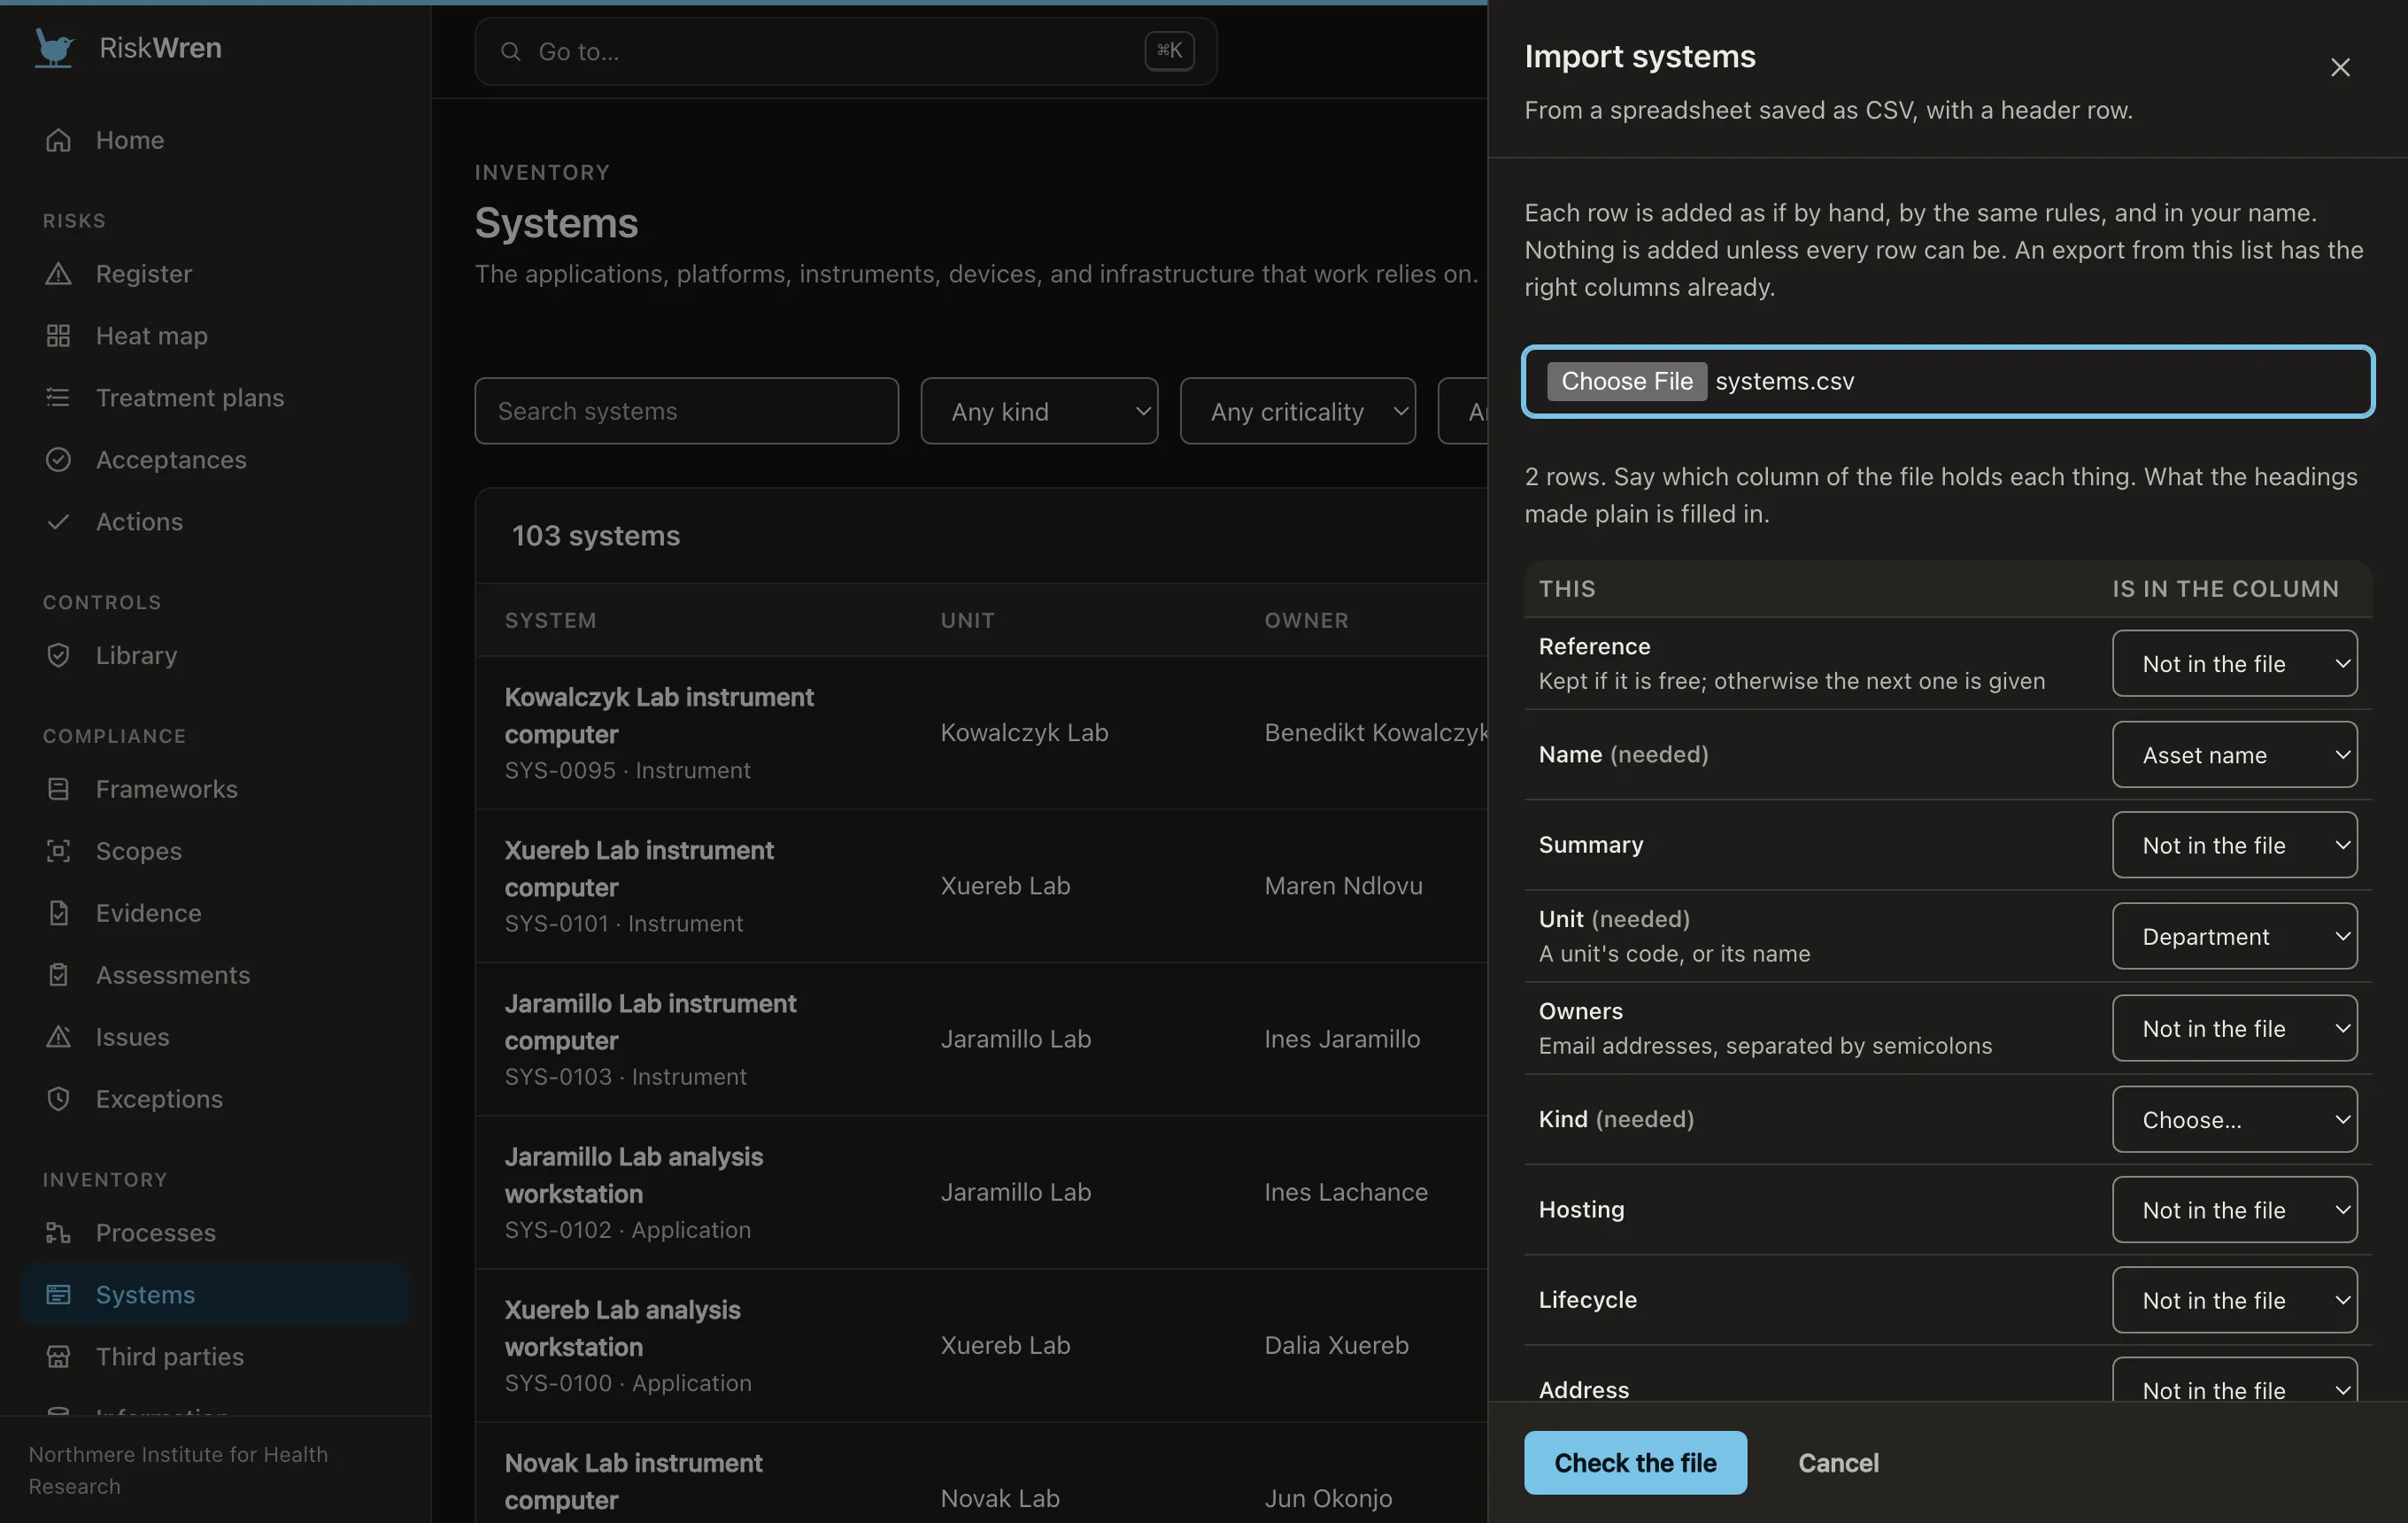 RiskWren
Home
RISKS
Register
Heat map
Treatment plans
Acceptances
Actions
CONTROLS
Library
COMPLIANCE
Frameworks
Scopes
Evidence
Assessments
Issues
Exceptions
INVENTORY
Processes
Systems
Third parties
Information
Northmere Institute for Health
Research
Go to...
⌘K
INVENTORY
Systems
The applications, platforms, instruments, devices, and infrastructure that work relies on.
Search systems
Any kind
Any criticality
103 systems
SYSTEM UNIT OWNER
Kowalczyk Lab instrument
computer
SYS-0095 · Instrument
Kowalczyk Lab
Benedikt Kowalczyk
Xuereb Lab instrument
computer
SYS-0101 · Instrument
Xuereb Lab
Maren Ndlovu
Jaramillo Lab instrument
computer
SYS-0103 · Instrument
Jaramillo Lab
Ines Jaramillo
Jaramillo Lab analysis
workstation
SYS-0102 · Application
Jaramillo Lab
Ines Lachance
Xuereb Lab analysis
workstation
SYS-0100 · Application
Xuereb Lab
Dalia Xuereb
Novak Lab instrument
computer
Novak Lab
Jun Okonjo
Import systems
From a spreadsheet saved as CSV, with a header row.
Each row is added as if by hand, by the same rules, and in your name.
Nothing is added unless every row can be. An export from this list has the
right columns already.
Choose File systems.csv
2 rows. Say which column of the file holds each thing. What the headings
made plain is filled in.
THIS IS IN THE COLUMN
Reference
Kept if it is free; otherwise the next one is given
Not in the file
Name (needed)
Asset name
Summary
Not in the file
Unit (needed)
A unit's code, or its name
Department
Owners
Email addresses, separated by semicolons
Not in the file
Kind (needed)
Choose...
Hosting
Not in the file
Lifecycle
Not in the file
Address
Not in the file
Check the file
Cancel